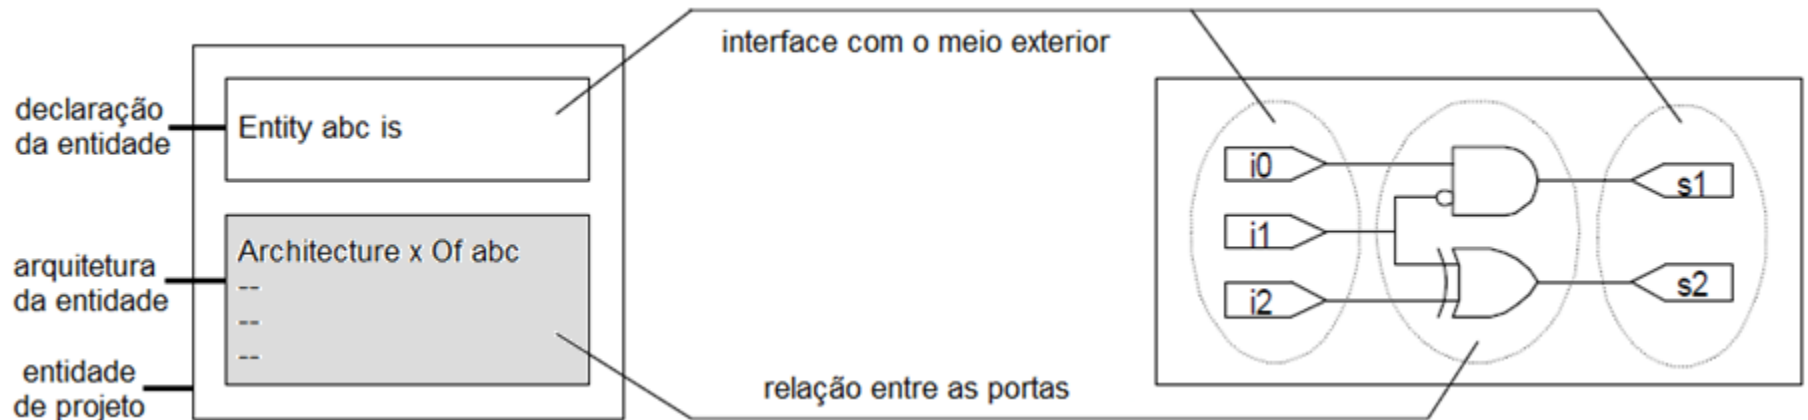 interface com o meio exterior
declaração
da entidade
Entity abc is
arquitetura
da entidade
Architecture x Of abc
--
--
--
entidade
de projeto
relação entre as portas
i0
i1
i2
s1
s2